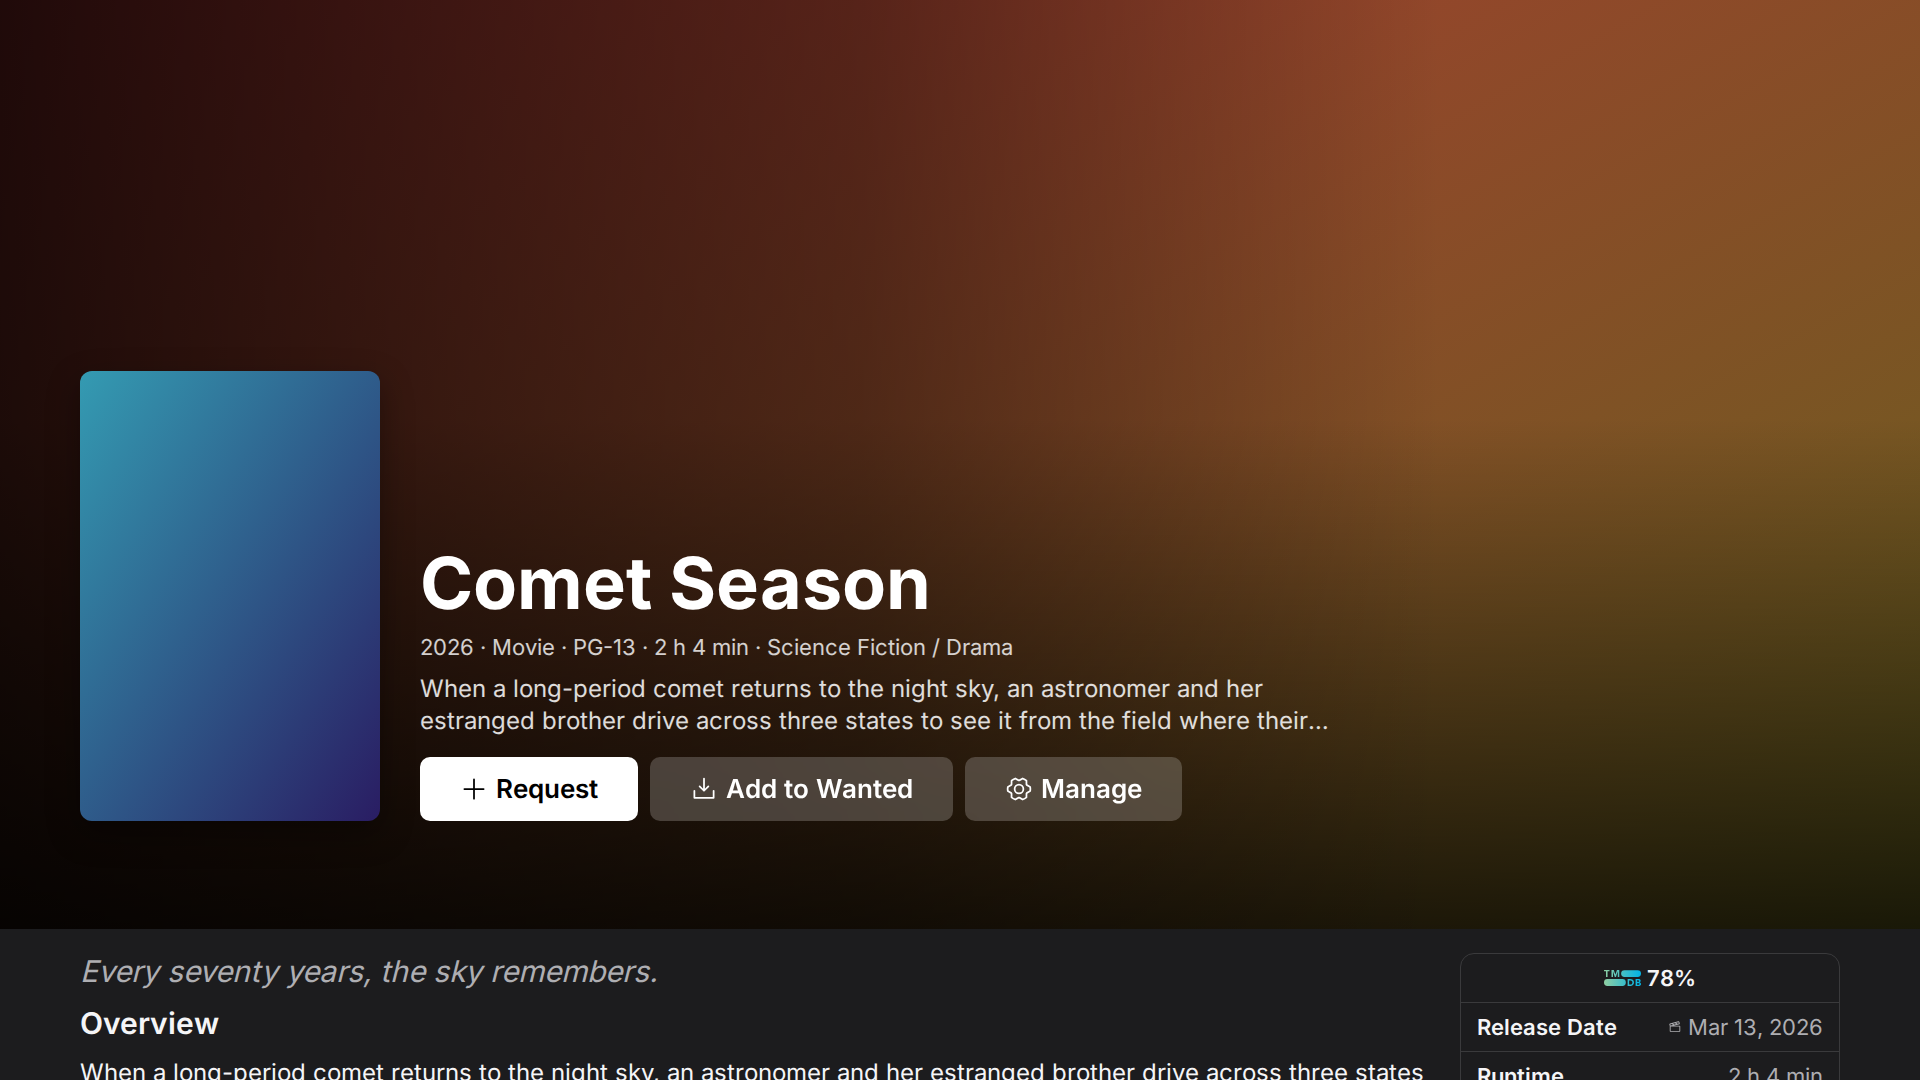 Comet Season
2026 · Movie · PG-13 · 2 h 4 min · Science Fiction / Drama
When a long-period comet returns to the night sky, an astronomer and her
estranged brother drive across three states to see it from the field where their...
Request
Add to Wanted
Manage
Every seventy years, the sky remembers.
Overview
When a long-period comet returns to the night sky, an astronomer and her estranged brother drive across three states
TMDB 78%
Release Date
Mar 13, 2026
Runtime
2 h 4 min